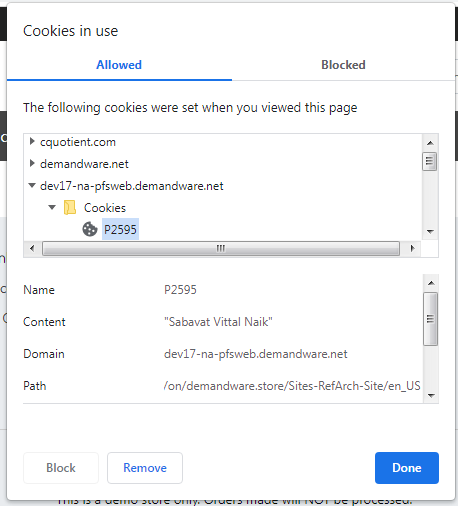 Cookies in use
Allowed Blocked
The following cookies were set when you viewed this page
cquotient.com
demandware.net
dev17-na-pfsweb.demandware.net
Cookies
P2595
Name P2595
Content "Sabavat Vittal Naik"
Domain dev17-na-pfsweb.demandware.net
Path /on/demandware.store/Sites-RefArch-Site/en_US
Block Remove Done
This is a demo store only. Orders made will NOT be processed.